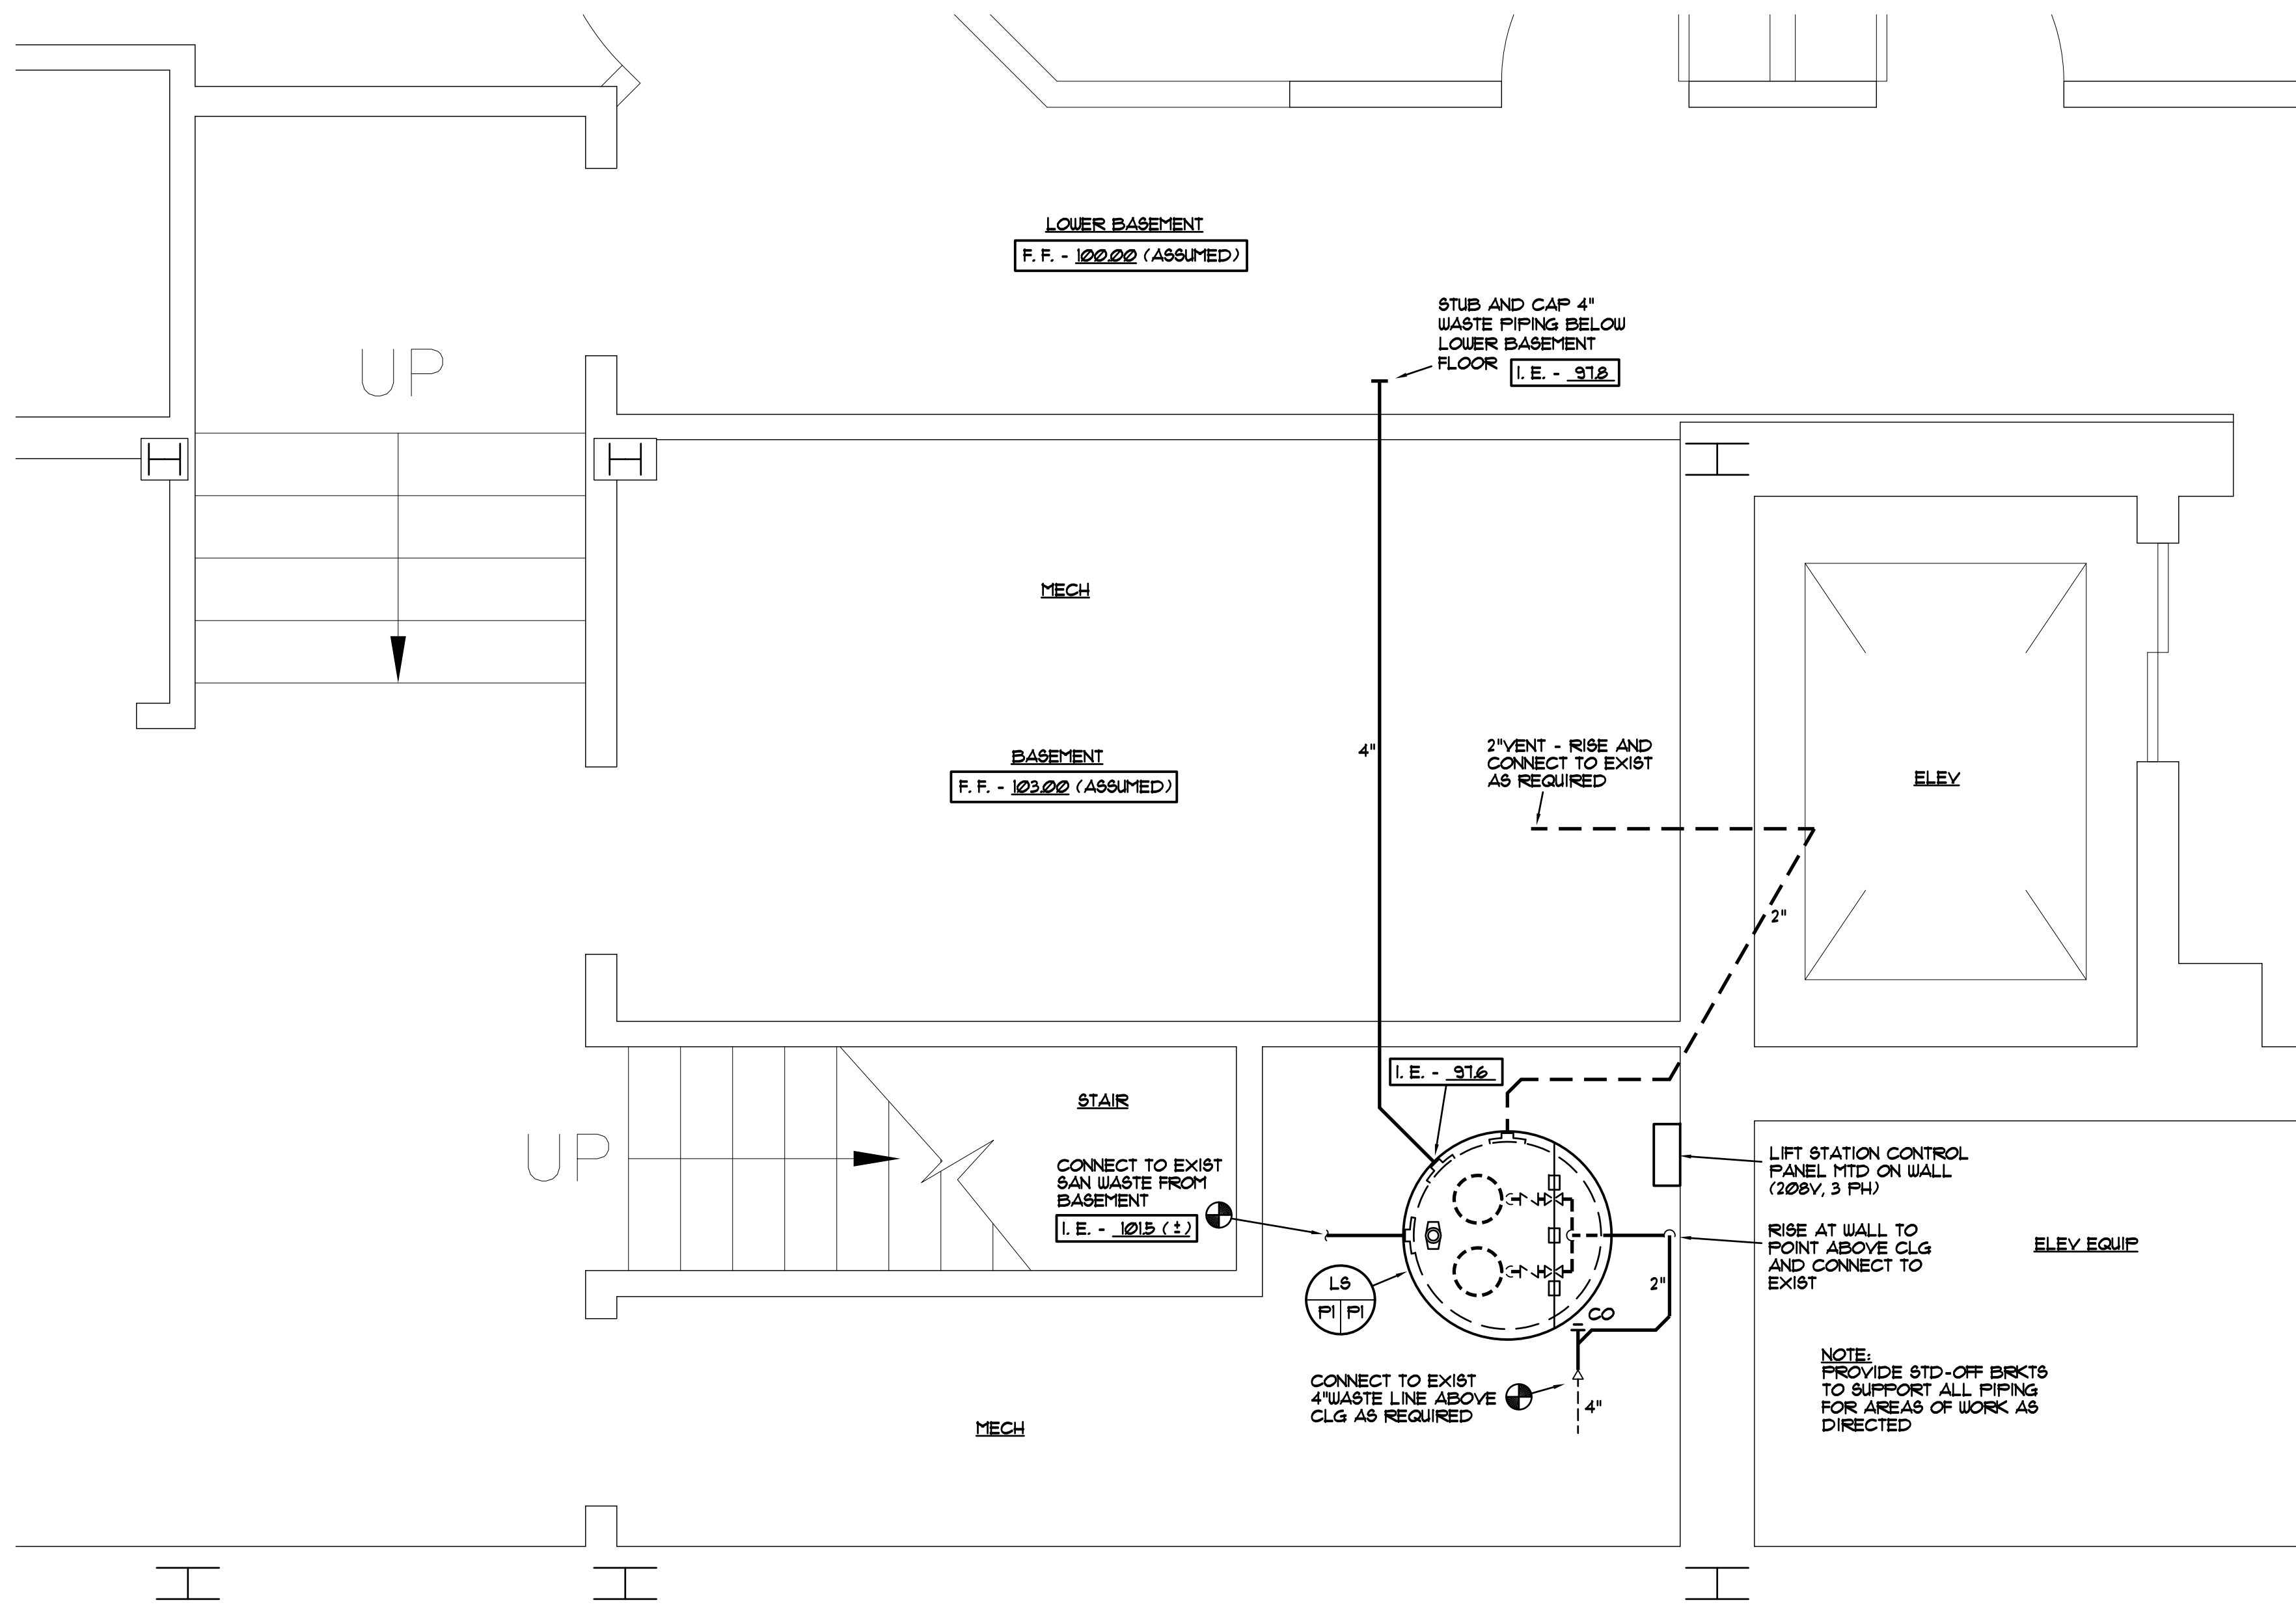 LOWER BASEMENT
F. F. - 100.00 (ASSUMED)
STUB AND CAP 4"
WASTE PIPING BELOW
LOWER BASEMENT
FLOOR
I. E. - 97.8
UP
MECH
BASEMENT
F. F. - 103.00 (ASSUMED)
4"
2"VENT - RISE AND
CONNECT TO EXIST
AS REQUIRED
ELEV
2"
I. E. - 97.6
STAIR
UP
CONNECT TO EXIST
SAN WASTE FROM
BASEMENT
I. E. - 101.5 (±)
LIFT STATION CONTROL
PANEL MTD ON WALL
(208V, 3 PH)
RISE AT WALL TO
POINT ABOVE CLG
AND CONNECT TO
EXIST
ELEV EQUIP
LS
P1 P1
2"
CO
CONNECT TO EXIST
4"WASTE LINE ABOVE
CLG AS REQUIRED
4"
NOTE:
PROVIDE STD-OFF BRKTS
TO SUPPORT ALL PIPING
FOR AREAS OF WORK AS
DIRECTED
MECH